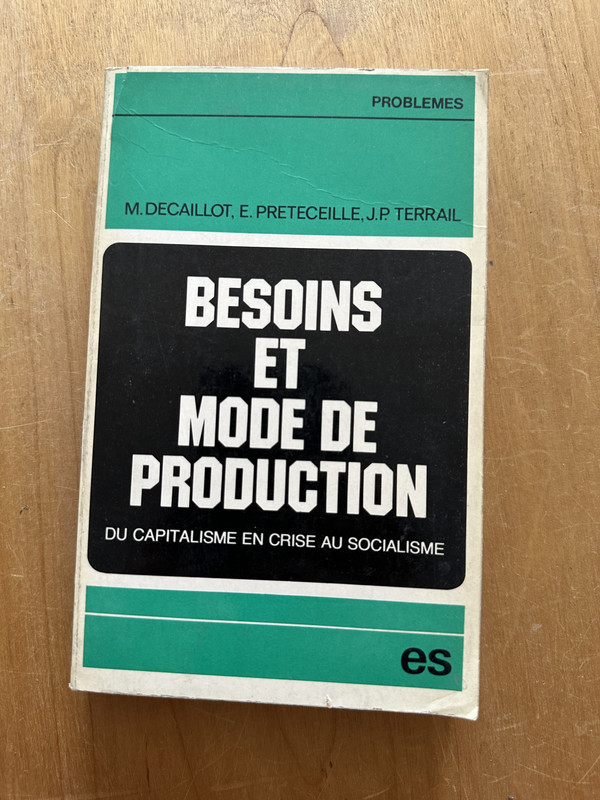 PROBLEMES
M. DECAILLOT, E. PRETECEILLE, J.P. TERRAIL
BESOINS
ET
MODE DE
PRODUCTION
DU CAPITALISME EN CRISE AU SOCIALISME
es